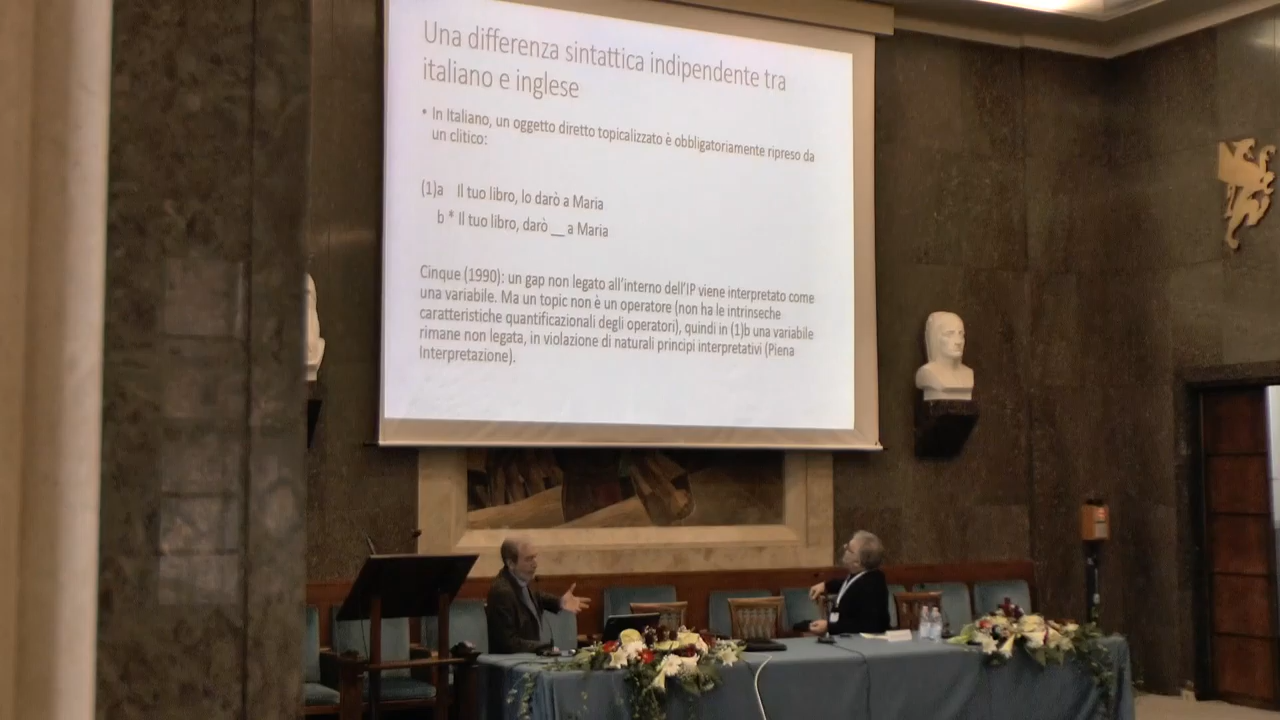 Una differenza sintattica indipendente tra
italiano e inglese
• In Italiano, un oggetto diretto topicalizzato è obbligatoriamente ripreso da
un clitico:
(1)a Il tuo libro, lo darò a Maria
b * Il tuo libro, darò __ a Maria
Cinque (1990): un gap non legato all'interno dell'IP viene interpretato come
una variabile. Ma un topic non è un operatore (non ha le intrinseche
caratteristiche quantificazionali degli operatori), quindi in (1)b una variabile
rimane non legata, in violazione di naturali principi interpretativi (Piena
Interpretazione).